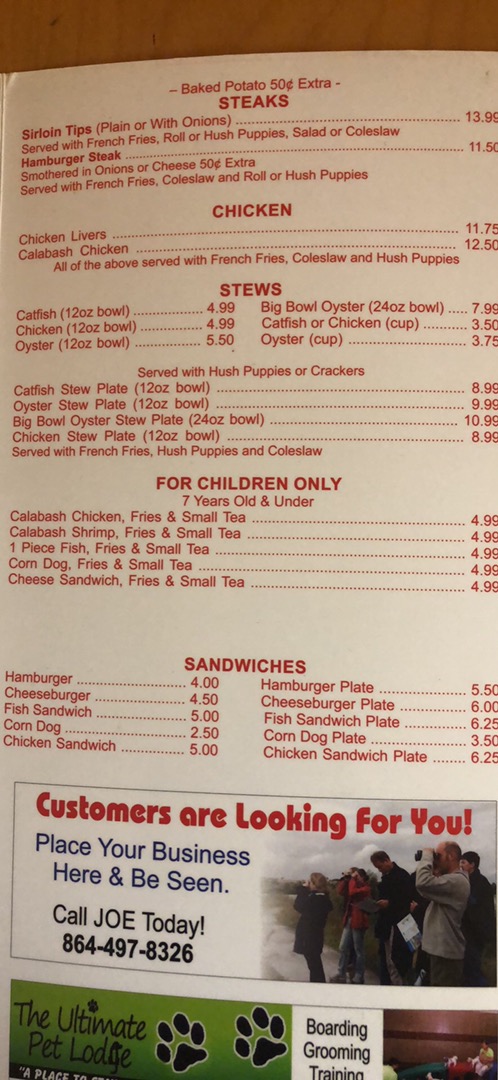 – Baked Potato 50¢ Extra -
STEAKS
Sirloin Tips (Plain or With Onions) ........ 13.99
Served with French Fries, Roll or Hush Puppies, Salad or Coleslaw
Hamburger Steak ........ 11.50
Smothered in Onions or Cheese 50¢ Extra
Served with French Fries, Coleslaw and Roll or Hush Puppies
CHICKEN
Chicken Livers ........ 11.75
Calabash Chicken ........ 12.50
All of the above served with French Fries, Coleslaw and Hush Puppies
STEWS
Catfish (12oz bowl) ........ 4.99
Chicken (12oz bowl) ........ 4.99
Oyster (12oz bowl) ........ 5.50
Big Bowl Oyster (24oz bowl) ..... 7.99
Catfish or Chicken (cup) ........ 3.50
Oyster (cup) ........ 3.75
Served with Hush Puppies or Crackers
Catfish Stew Plate (12oz bowl) ........ 8.99
Oyster Stew Plate (12oz bowl) ........ 9.99
Big Bowl Oyster Stew Plate (24oz bowl) ........ 10.99
Chicken Stew Plate (12oz bowl) ........ 8.99
Served with French Fries, Hush Puppies and Coleslaw
FOR CHILDREN ONLY
7 Years Old & Under
Calabash Chicken, Fries & Small Tea ........ 4.99
Calabash Shrimp, Fries & Small Tea ........ 4.99
1 Piece Fish, Fries & Small Tea ........ 4.99
Corn Dog, Fries & Small Tea ........ 4.99
Cheese Sandwich, Fries & Small Tea ........ 4.99
SANDWICHES
Hamburger ........ 4.00
Cheeseburger ........ 4.50
Fish Sandwich ........ 5.00
Corn Dog ........ 2.50
Chicken Sandwich ........ 5.00
Hamburger Plate ........ 5.50
Cheeseburger Plate ........ 6.00
Fish Sandwich Plate ........ 6.25
Corn Dog Plate ........ 3.50
Chicken Sandwich Plate ........ 6.25
Customers are Looking For You!
Place Your Business
Here & Be Seen.
Call JOE Today!
864-497-8326
The Ultimate
Pet Lodge
"A PLACE TO
Boarding
Grooming
Training